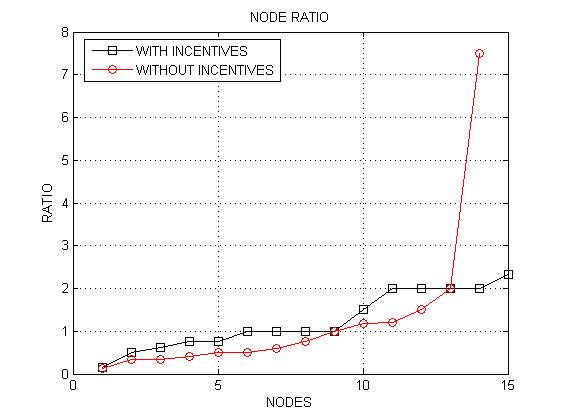 NODE RATIO
8
WITH INCENTIVES
WITHOUT INCENTIVES
7
6
5
4
RATIO
3
2
1
0
0 5 10 15
NODES